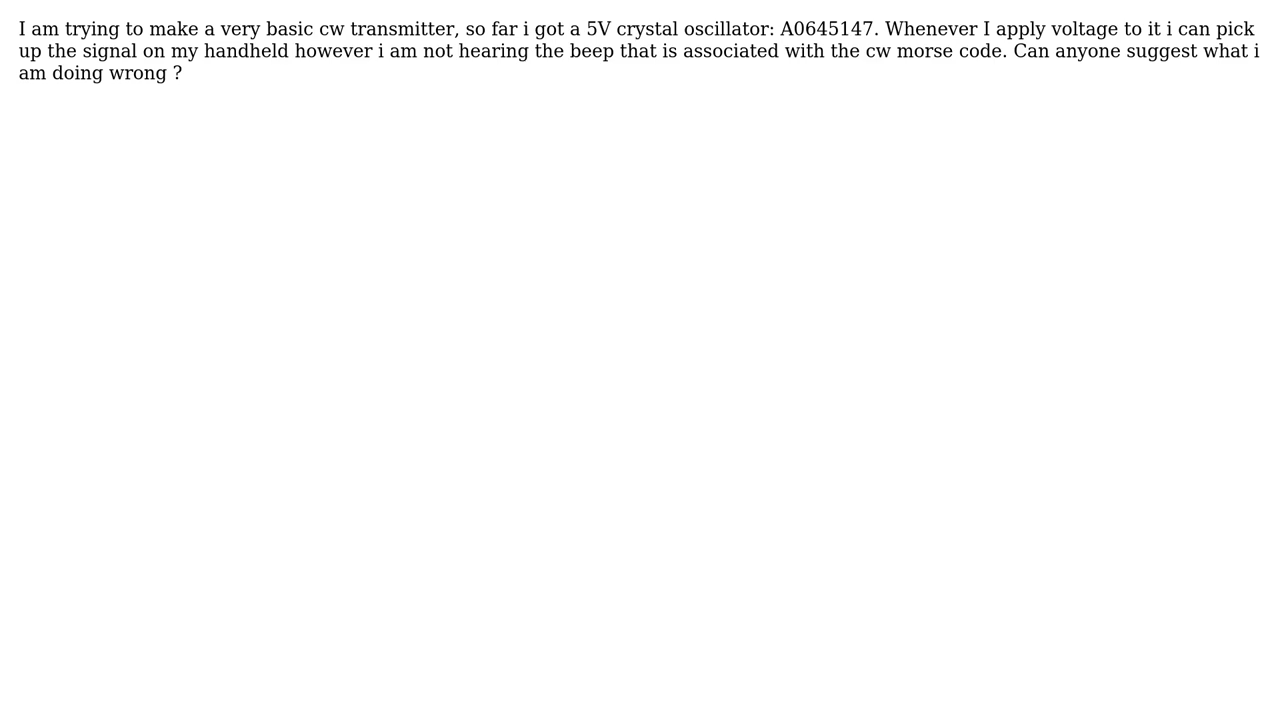 I am trying to make a very basic cw transmitter, so far i got a 5V crystal oscillator: A0645147. Whenever I apply voltage to it i can pick
up the signal on my handheld however i am not hearing the beep that is associated with the cw morse code. Can anyone suggest what i
am doing wrong ?